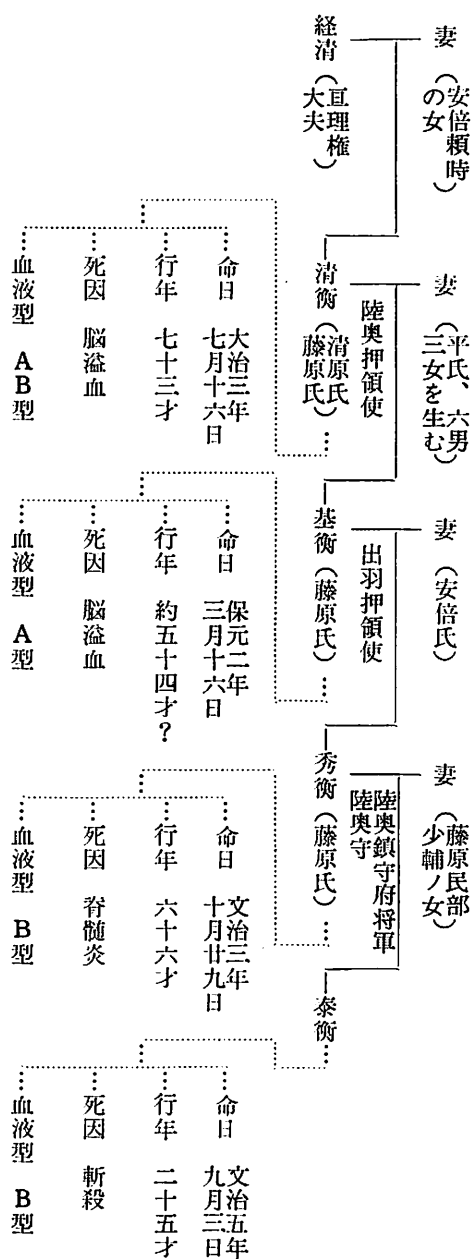 妻(安倍頼時の女)
経清(亘理権大夫)
妻(平氏、六男三女を生む)
陸奥押領使
清衡(清原氏 藤原氏)
命日 大治三年七月十六日
行年 七十三才
死因 脳溢血
血液型 AB型
妻(安倍氏)
出羽押領使
基衡(藤原氏)
命日 保元二年三月十六日
行年 約五十四才?
死因 脳溢血
血液型 A型
妻(藤原民部少輔ノ女)
陸奥鎮守府将軍
陸奥守
秀衡(藤原氏)
命日 文治三年十月廿九日
行年 六十六才
死因 脊髄炎
血液型 B型
泰衡
命日 文治五年九月三日
行年 二十五才
死因 斬殺
血液型 B型